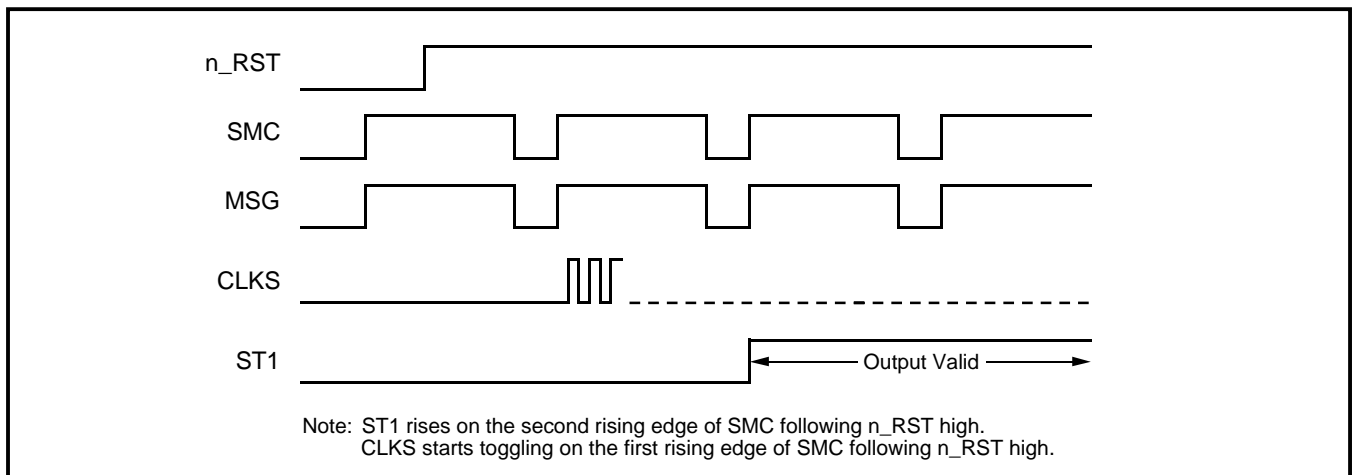 n_RST
SMC
MSG
CLKS
ST1
Output Valid
Note: ST1 rises on the second rising edge of SMC following n_RST high.
CLKS starts toggling on the first rising edge of SMC following n_RST high.